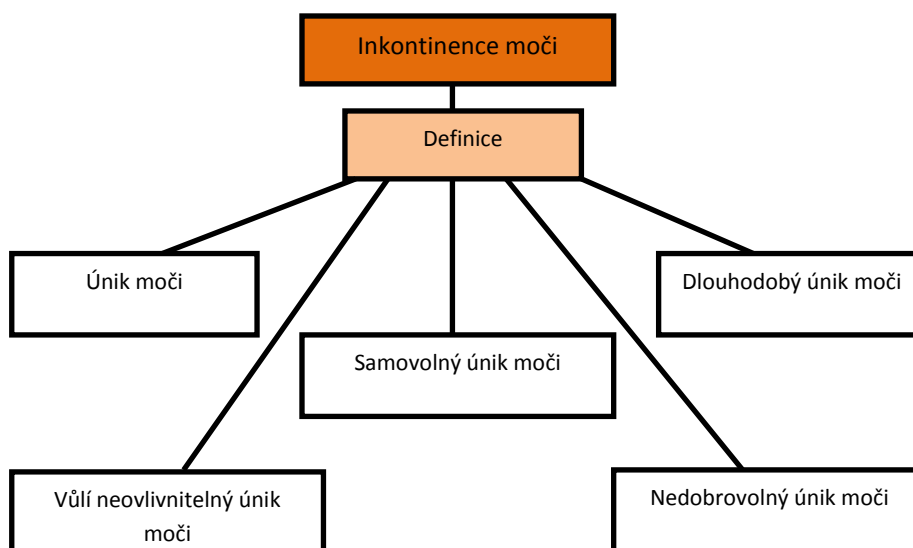 Inkontinence moči
Definice
Únik moči
Dlouhodobý únik moči
Samovolný únik moči
Vůlí neovlivnitelný únik
moči
Nedobrovolný únik moči